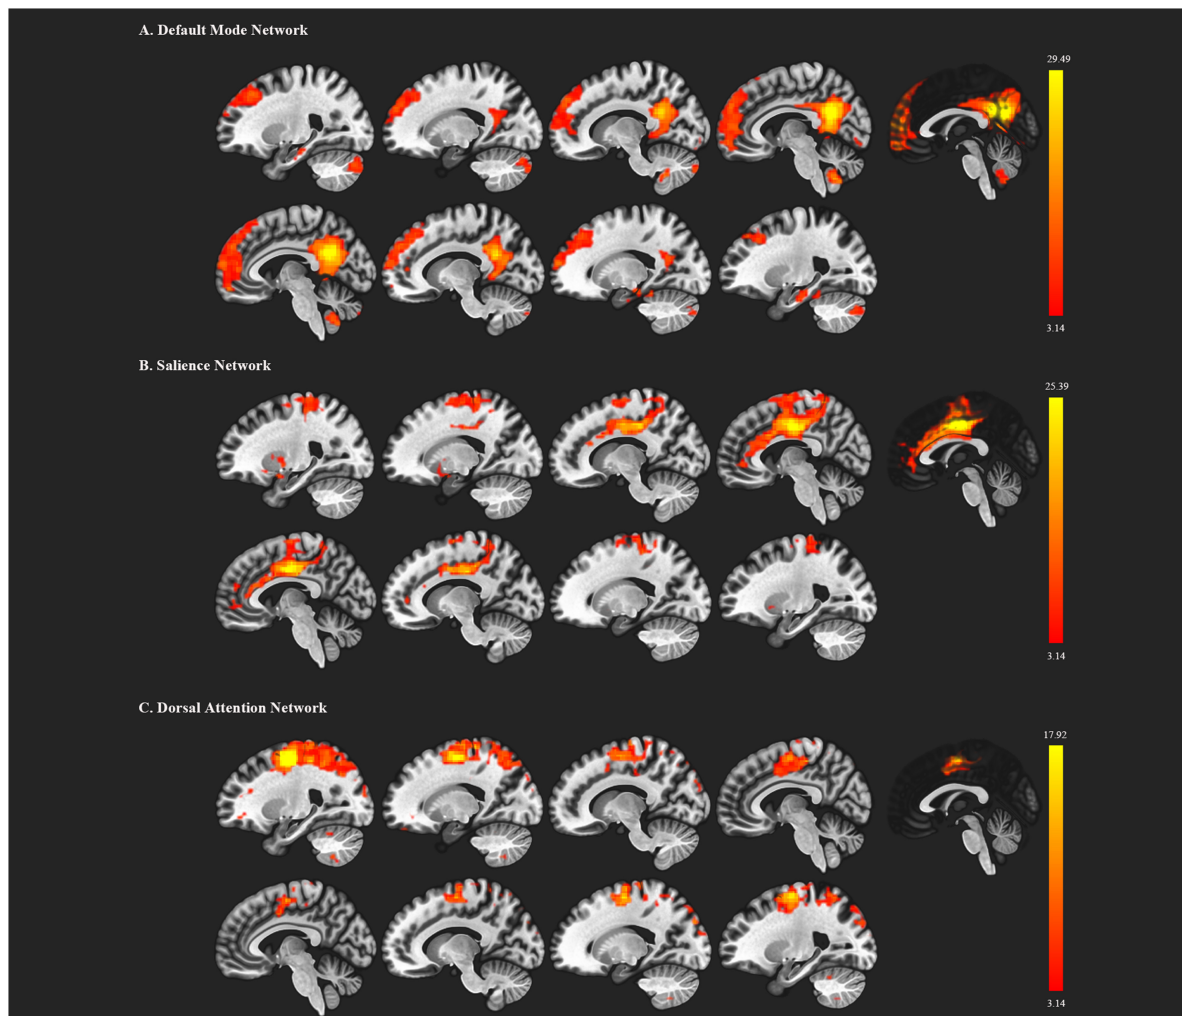 A. Default Mode Network
29.49
3.14
B. Salience Network
25.39
3.14
C. Dorsal Attention Network
17.92
3.14